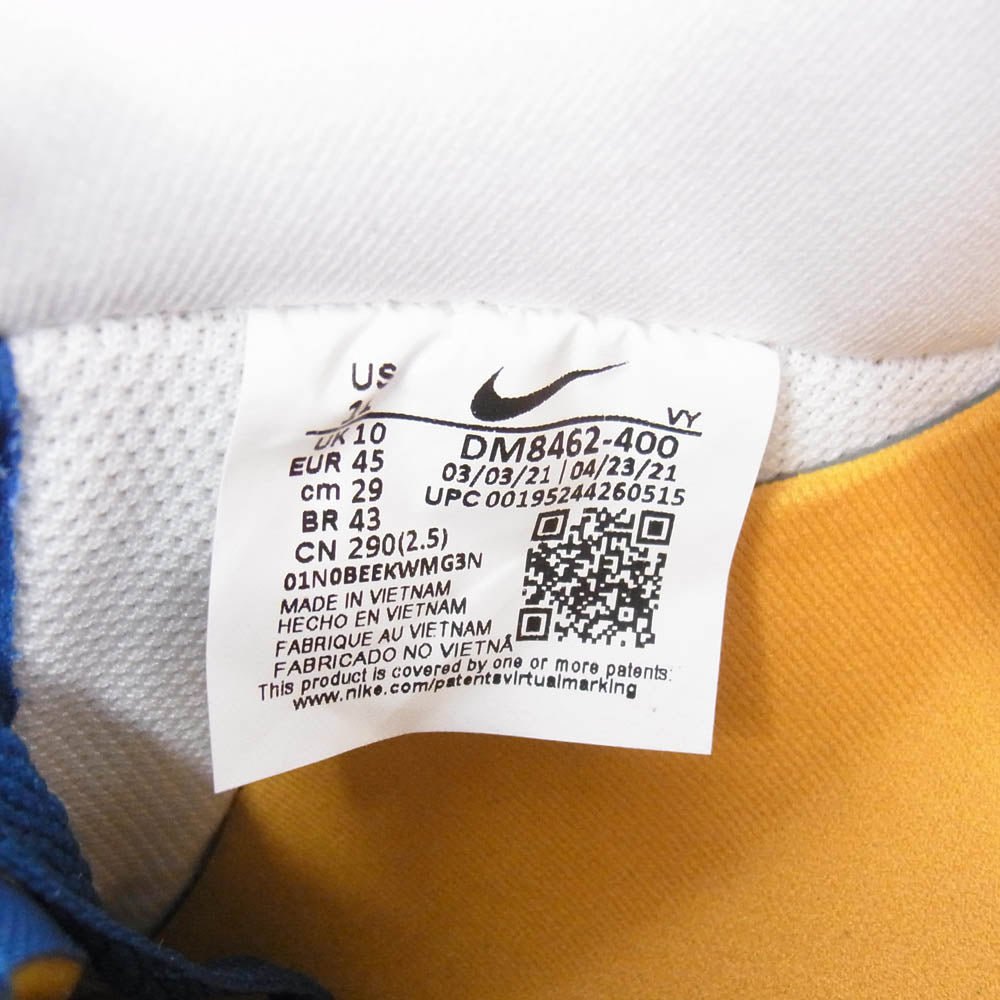 US
VY
UK 10
DM8462-400
EUR 45
03/03/21 | 04/23/21
cm 29
UPC 00195244260515
BR 43
CN 290(2.5)
01N0BEEKWMG3N
MADE IN VIETNAM
HECHO EN VIETNAM
FABRIQUE AU VIETNAM
FABRICADO NO VIETNÃ
This product is covered by one or more patents:
www.nike.com/patentsvirtualmarking